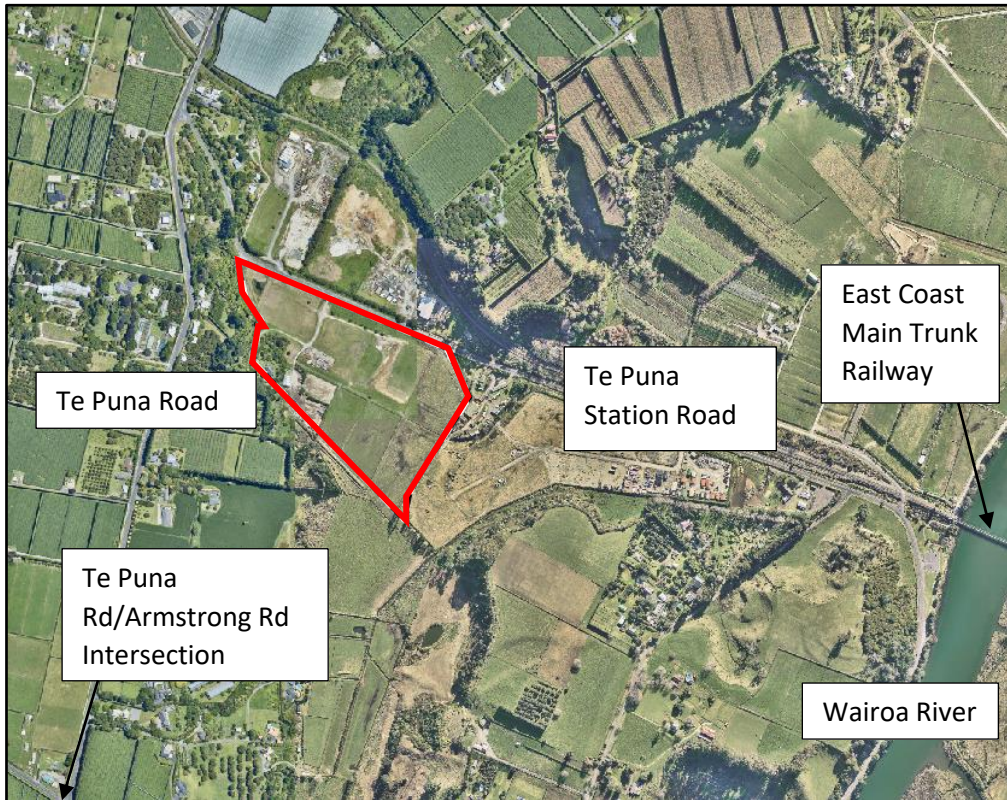 East Coast
Main Trunk
Railway
Te Puna
Station Road
Te Puna Road
Te Puna
Rd/Armstrong Rd
Intersection
Wairoa River